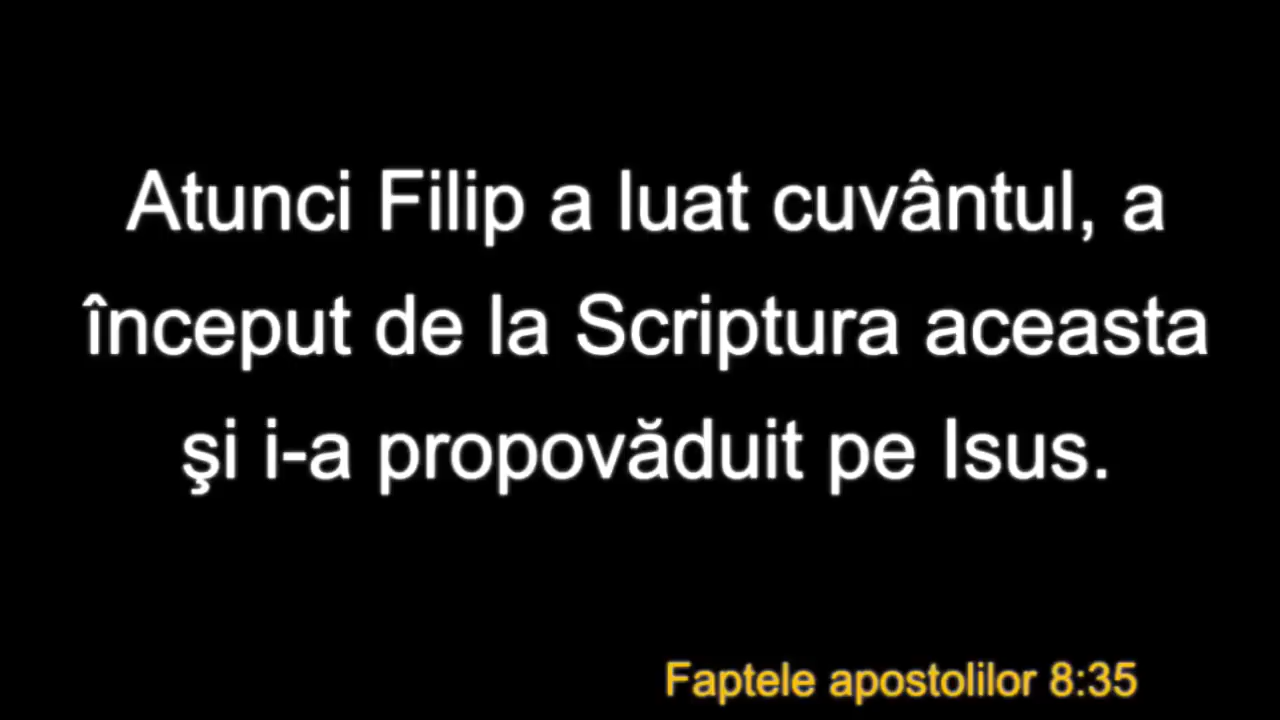 Atunci Filip a luat cuvântul, a
început de la Scriptura aceasta
şi i-a propovăduit pe Isus.
Faptele apostolilor 8:35